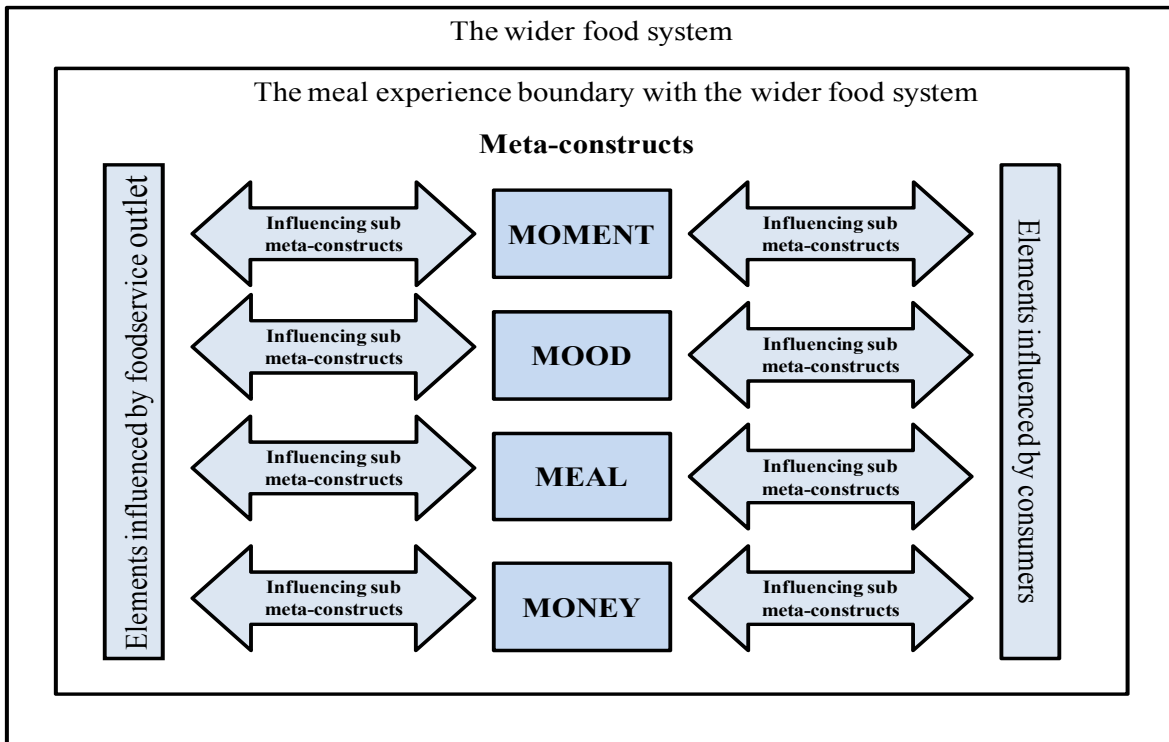 The wider food system
The meal experience boundary with the wider food system
Meta-constructs
Elements influenced by foodservice outlet
Influencing sub
meta-constructs
MOMENT
Influencing sub
meta-constructs
Influencing sub
meta-constructs
MOOD
Influencing sub
meta-constructs
Influencing sub
meta-constructs
MEAL
Influencing sub
meta-constructs
Influencing sub
meta-constructs
MONEY
Influencing sub
meta-constructs
Elements influenced by consumers